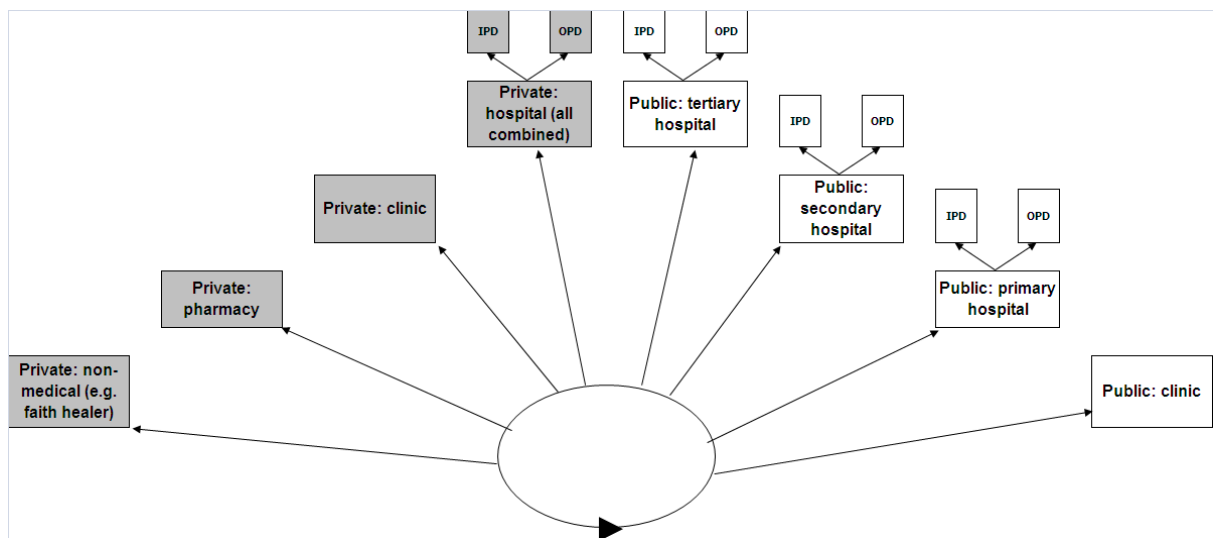 IPD
OPD
IPD
OPD
Private:
hospital (all
combined)
Public: tertiary
hospital
IPD
OPD
Private: clinic
Public:
secondary
hospital
IPD
OPD
Private:
pharmacy
Public: primary
hospital
Private: non-
medical (e.g.
faith healer)
Public: clinic